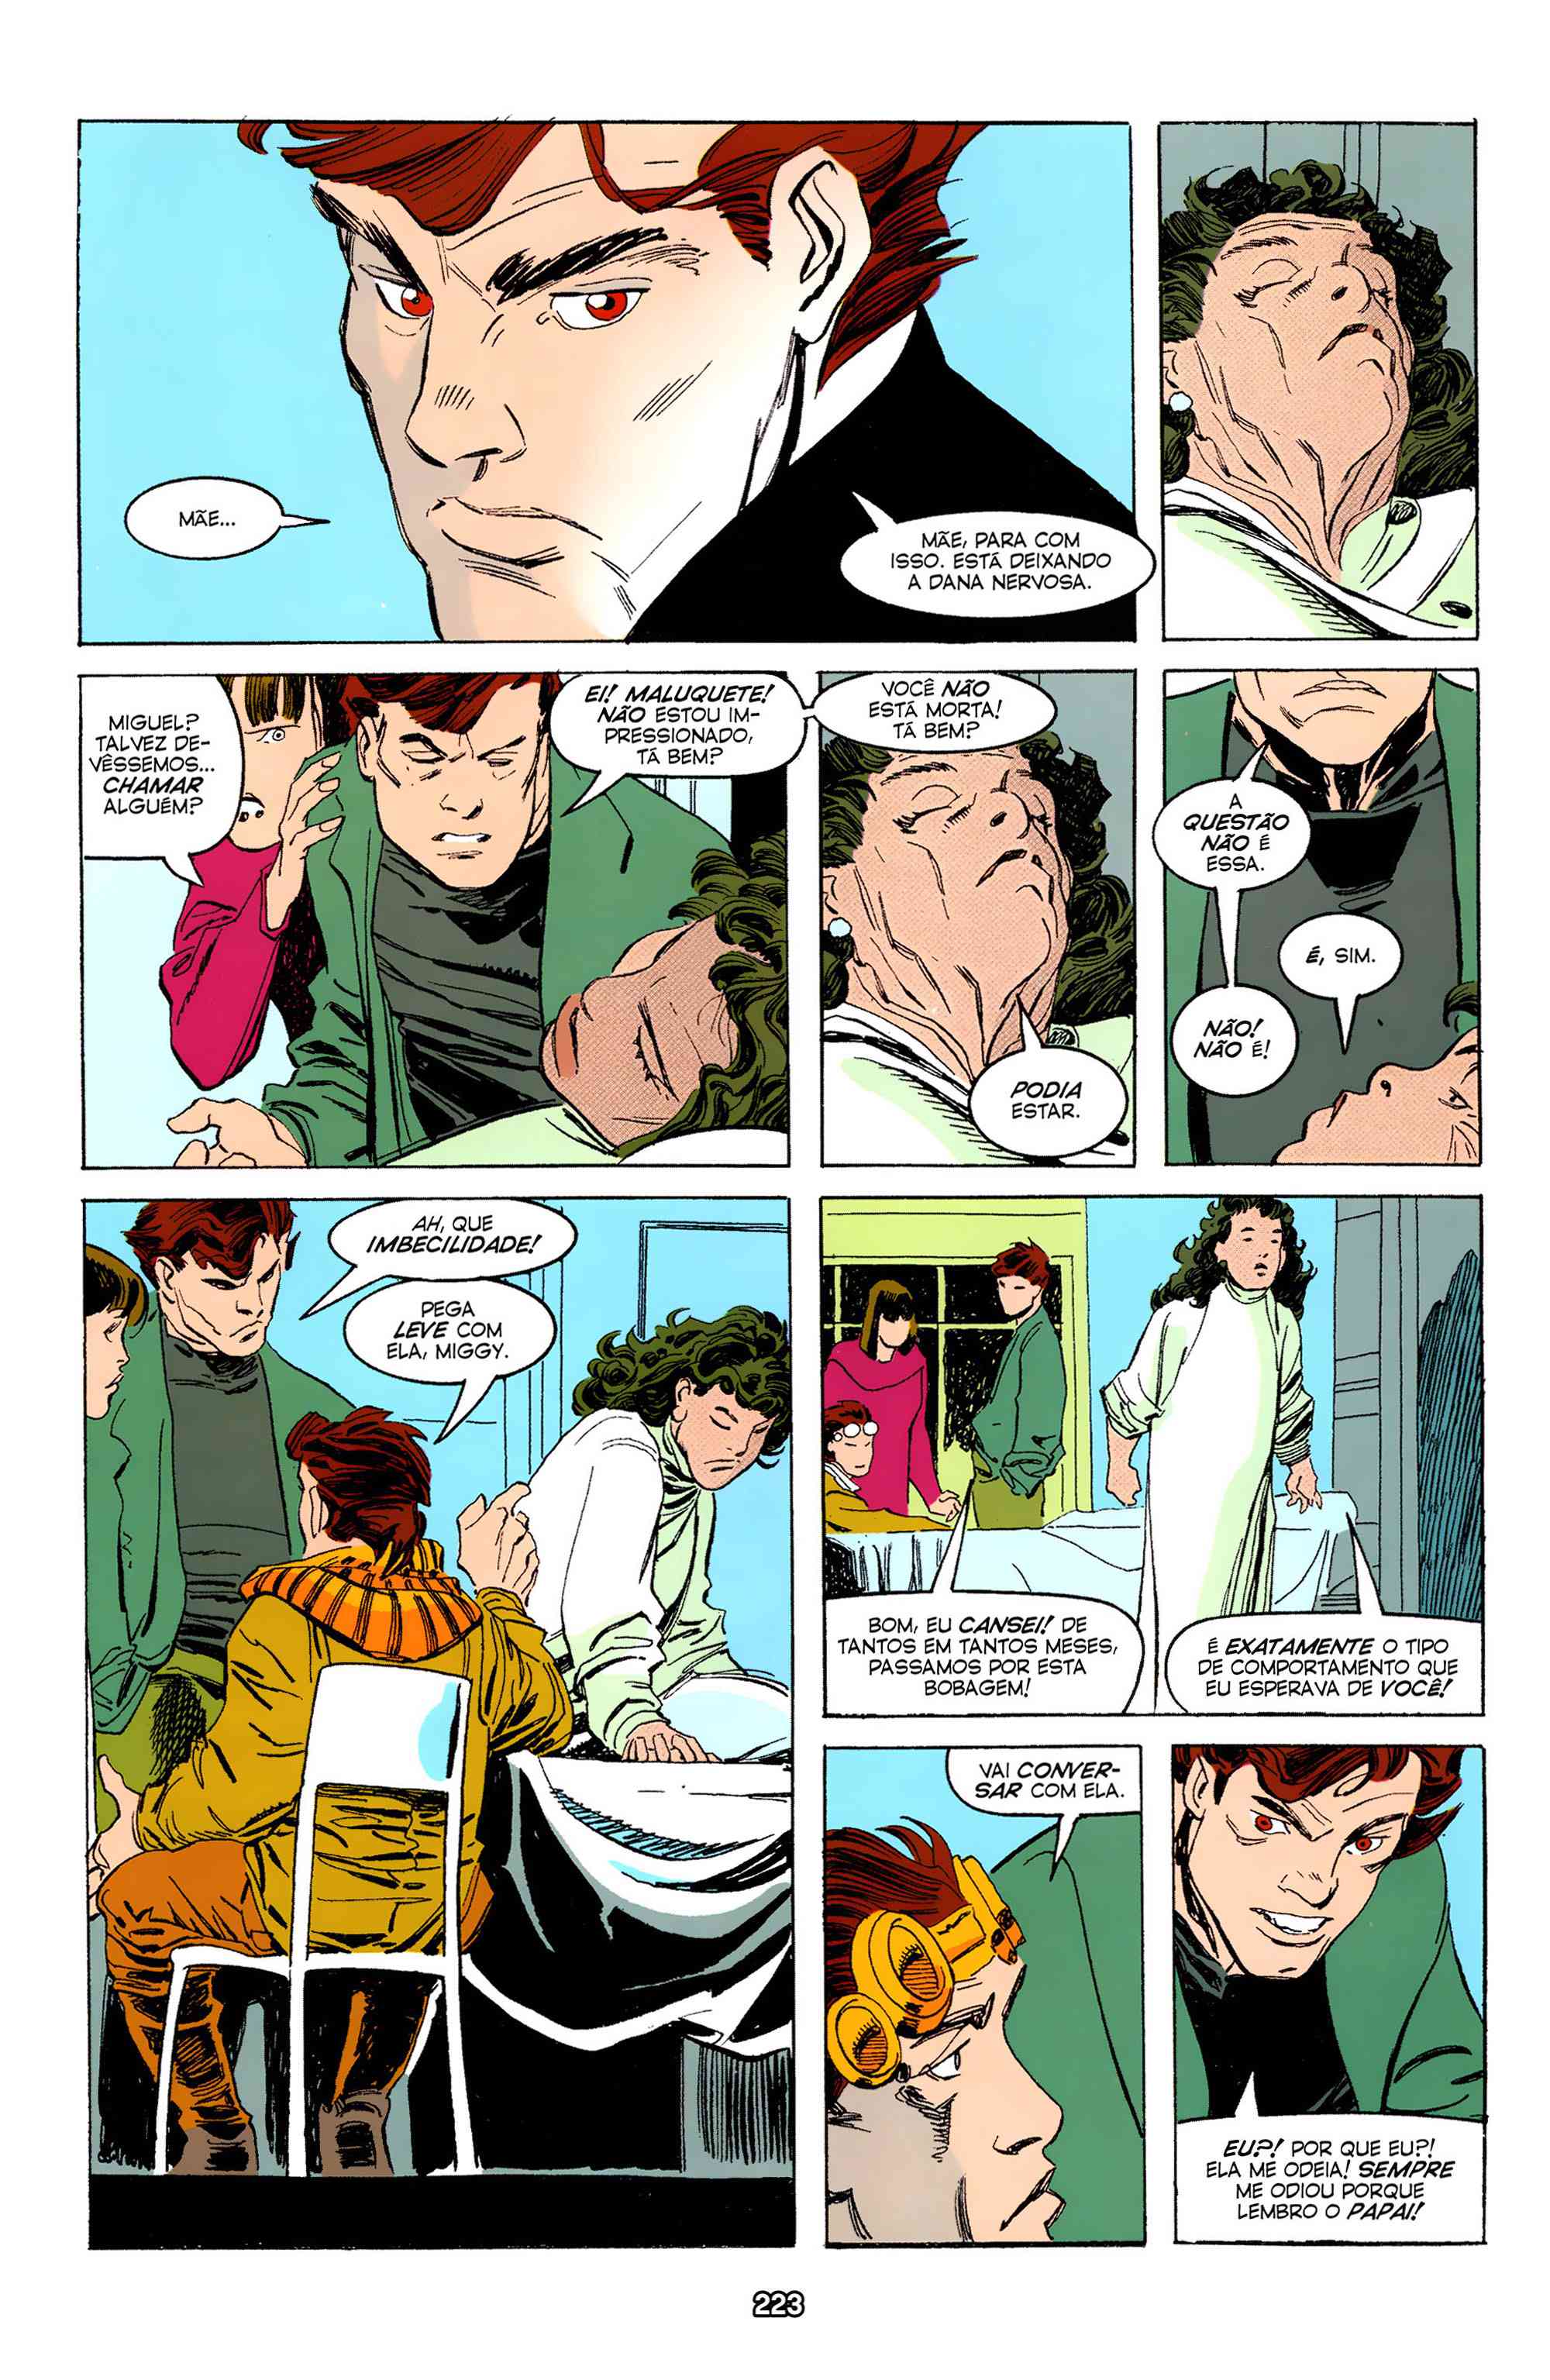 MÃE...
MÃE, PARA COM
ISSO. ESTÁ DEIXANDO
A DANA NERVOSA.
MIGUEL?
TALVEZ DE-
VÊSSEMOS...
CHAMAR
ALGUÉM?
EI! MALUQUETE!
NÃO ESTOU IM-
PRESSIONADO,
TÁ BEM?
VOCÊ NÃO
ESTÁ MORTA!
TÁ BEM?
PODIA
ESTAR.
A
QUESTÃO
NÃO É
ESSA.
É, SIM.
NÃO!
NÃO É!
AH, QUE
IMBECILIDADE!
PEGA
LEVE COM
ELA, MIGGY.
BOM, EU CANSEI! DE
TANTOS EM TANTOS MESES,
PASSAMOS POR ESTA
BOBAGEM!
É EXATAMENTE O TIPO
DE COMPORTAMENTO QUE
EU ESPERAVA DE VOCÊ!
VAI CONVER-
SAR COM ELA.
EU?! POR QUE EU?!
ELA ME ODEIA! SEMPRE
ME ODIOU PORQUE
LEMBRO O PAPAI!
223